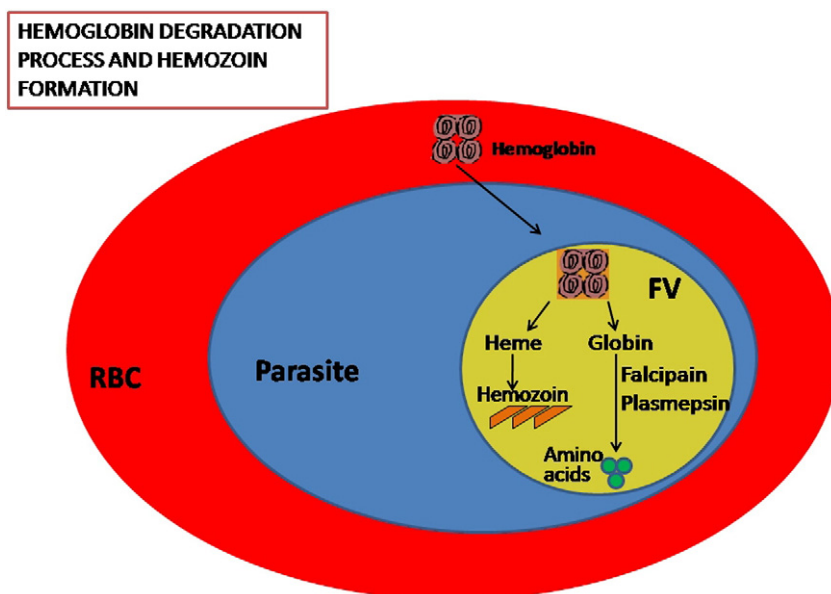 HEMOGLOBIN DEGRADATION
PROCESS AND HEMOZOIN
FORMATION
Hemoglobin
FV
Heme
Globin
RBC
Parasite
Falcipain
Hemozoin
Plasmepsin
Amino
acids